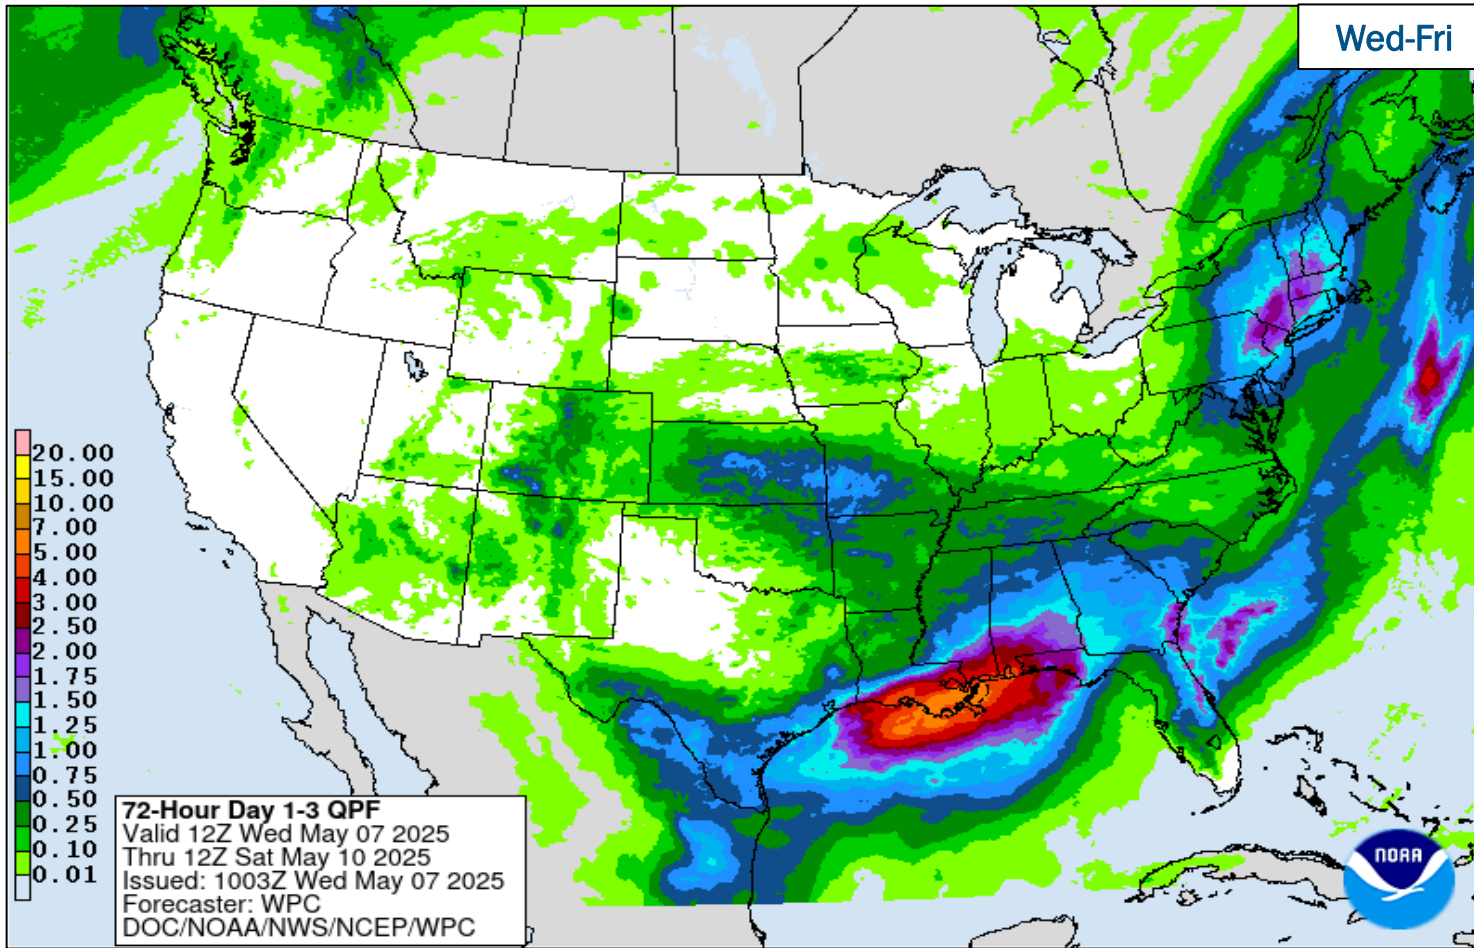 Wed-Fri
20.00
15.00
10.00
7.00
5.00
4.00
3.00
2.50
2.00
1.75
1.50
1.25
1.00
0.75
0.50
0.25
0.10
0.01
72-Hour Day 1-3 QPF
Valid 12Z Wed May 07 2025
Thru 12Z Sat May 10 2025
Issued: 1003Z Wed May 07 2025
Forecaster: WPC
DOC/NOAA/NWS/NCEP/WPC
NOAA